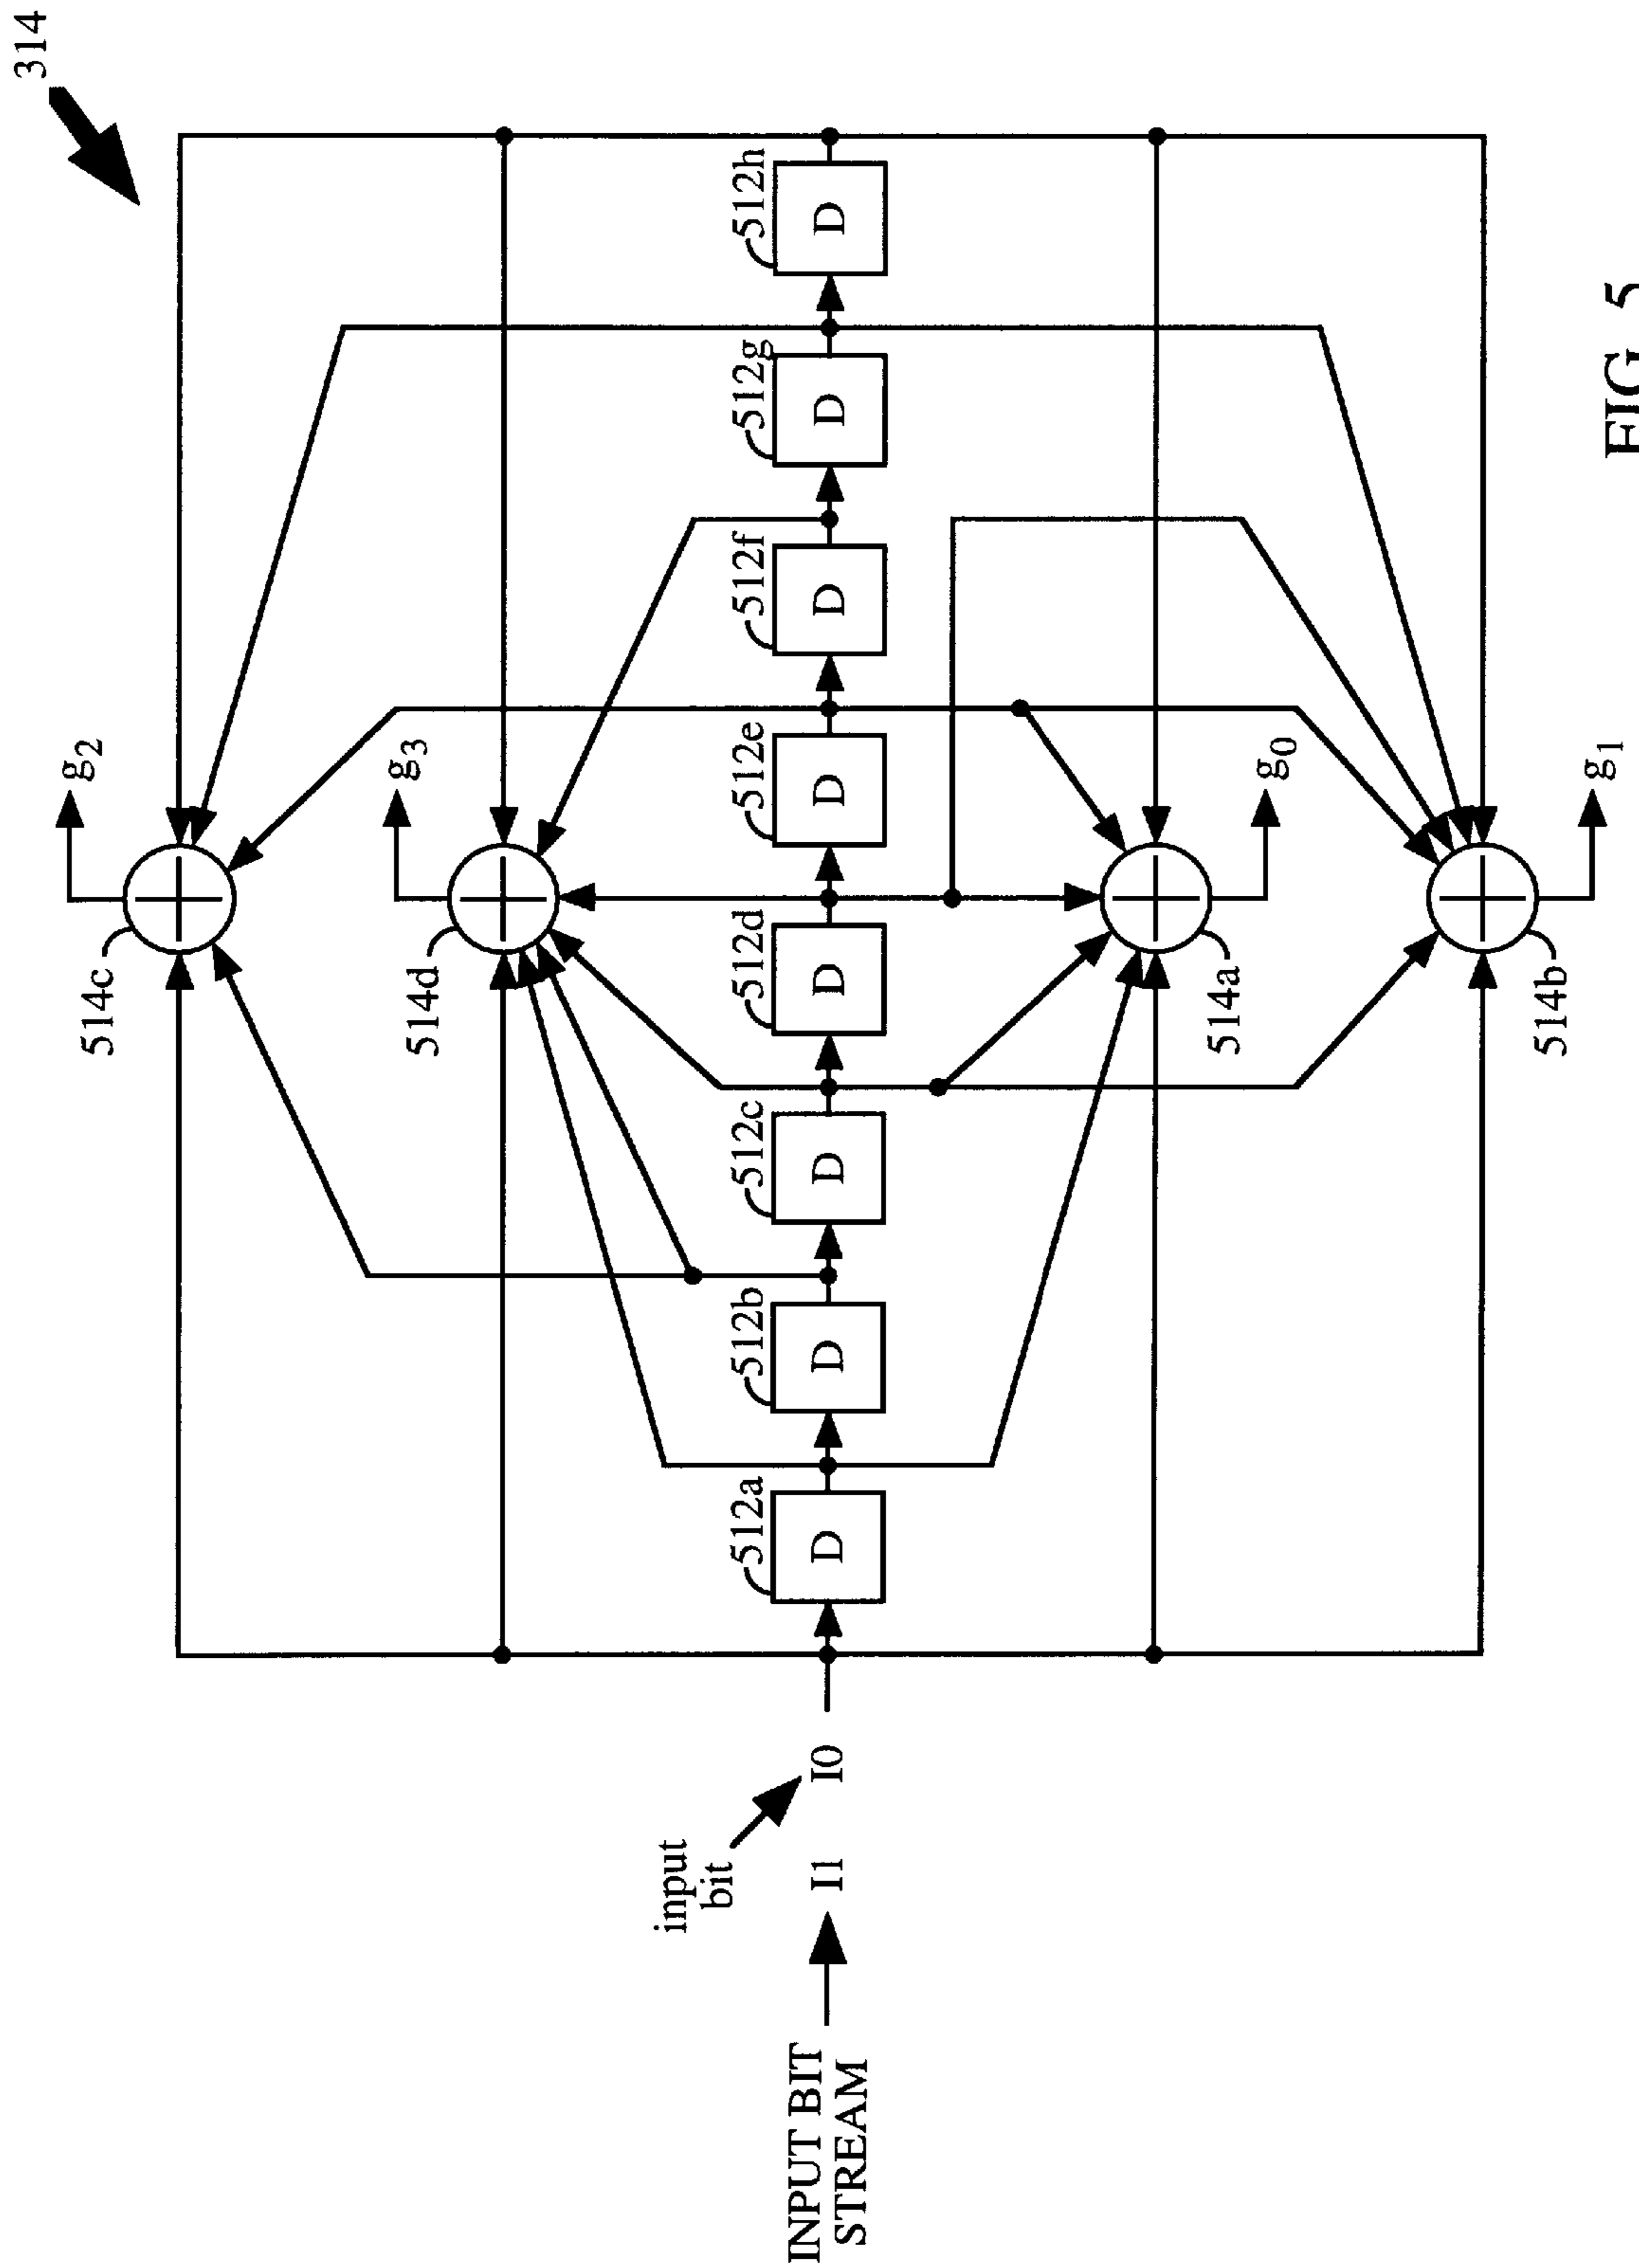 314
g2
514c
g3
514d
512a
D
512b
D
512c
D
512d
D
512e
D
512f
D
512g
D
512h
D
input
bit
INPUT BIT
STREAM
I1
I0
g0
514a
g1
514b
FIG. 5